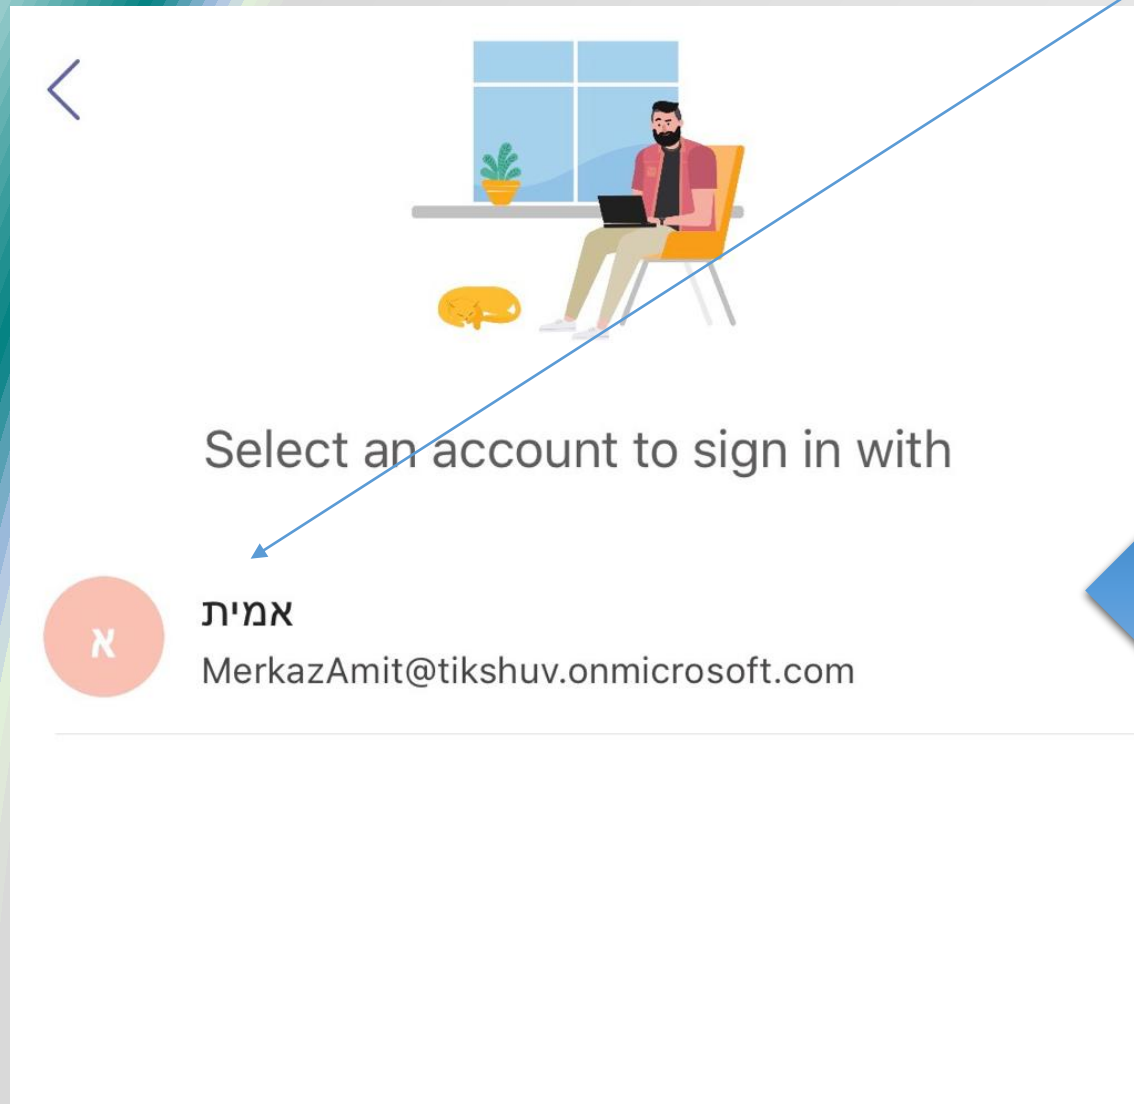 Select an account to sign in with
אמית
א
MerkazAmit@tikshuv.onmicrosoft.com